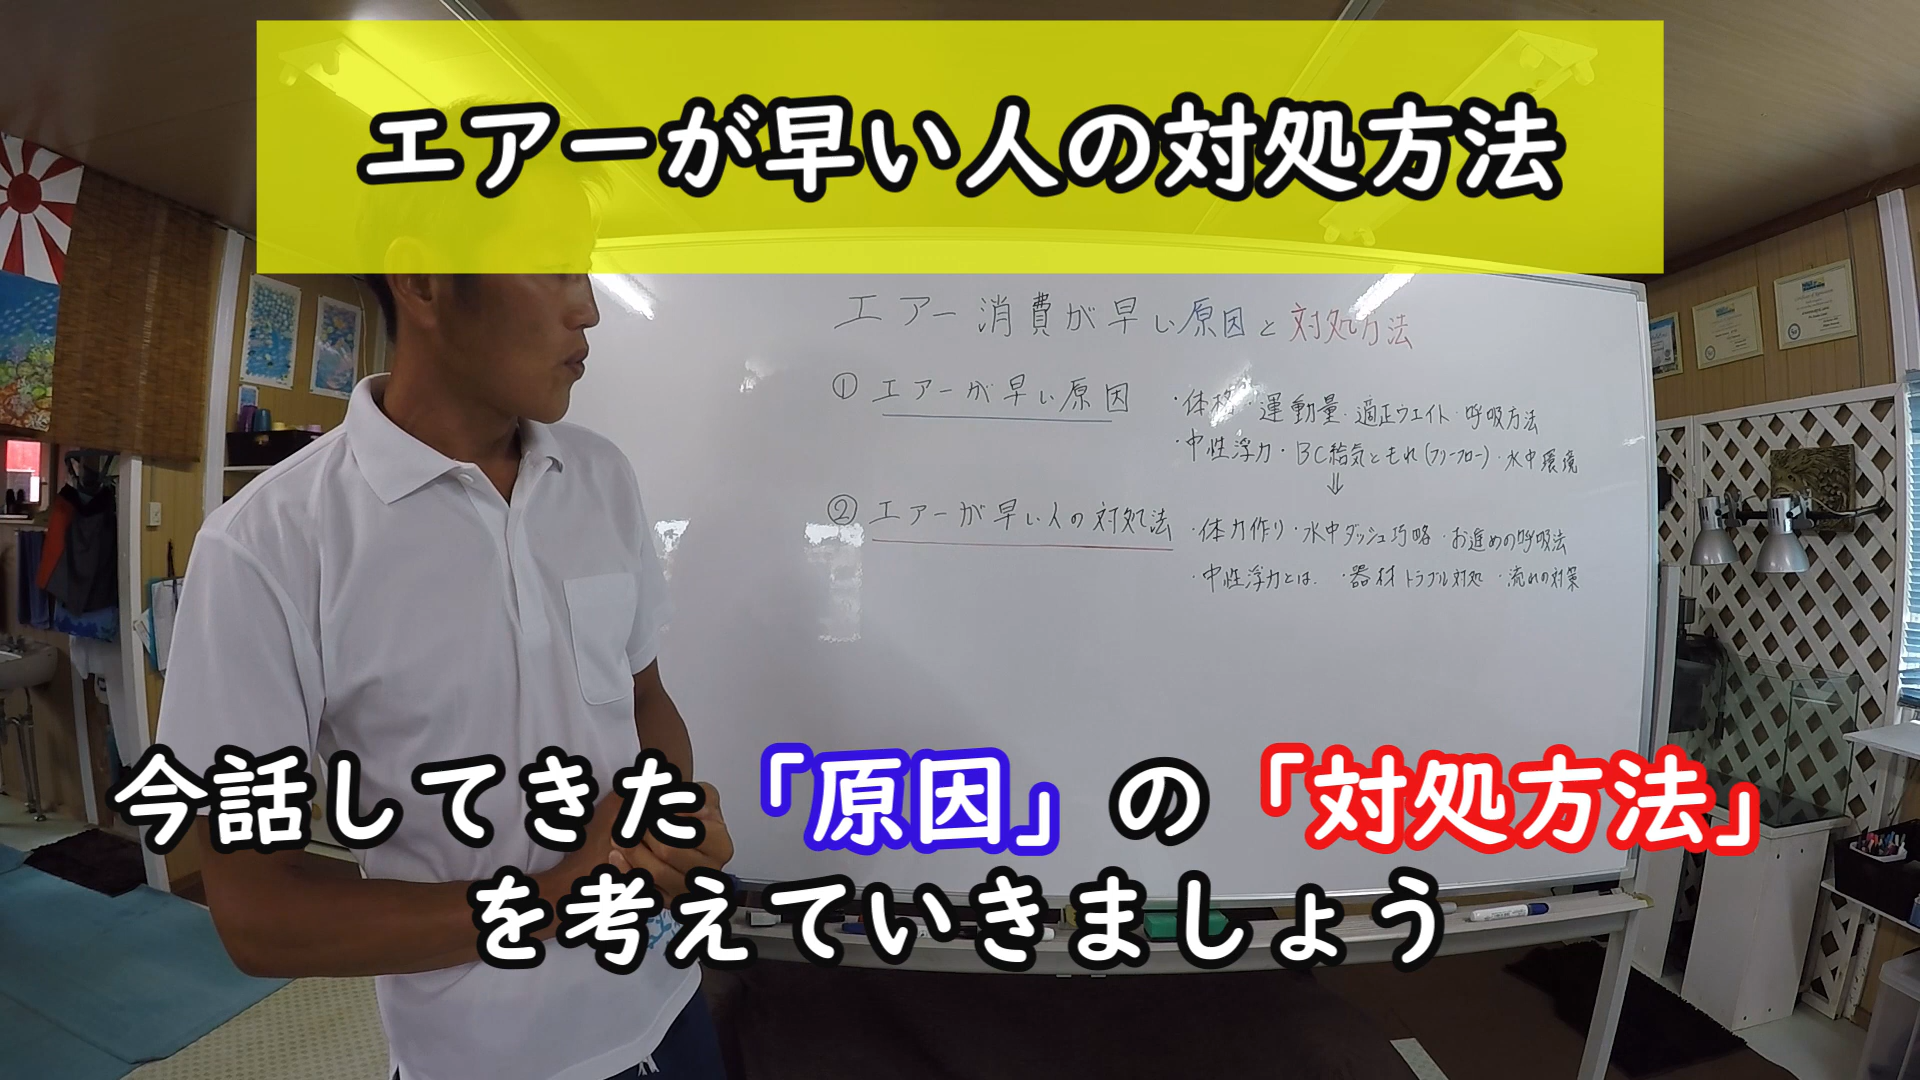 エアーが早い人の対処方法
エアー消費が早い原因と対処方法
① エアーが早い原因
・体格・運動量・適正ウエイト・呼吸方法
・中性浮力・BC給気ともれ(フリーフロー)・水中環境
⇓
② エアーが早い人の対処法
・体力作り・水中ダッシュ巧略・お進めの呼吸法
・中性浮力とは.・器材トラブル対処・流れの対策
今話してきた「原因」の「対処方法」
を考えていきましょう